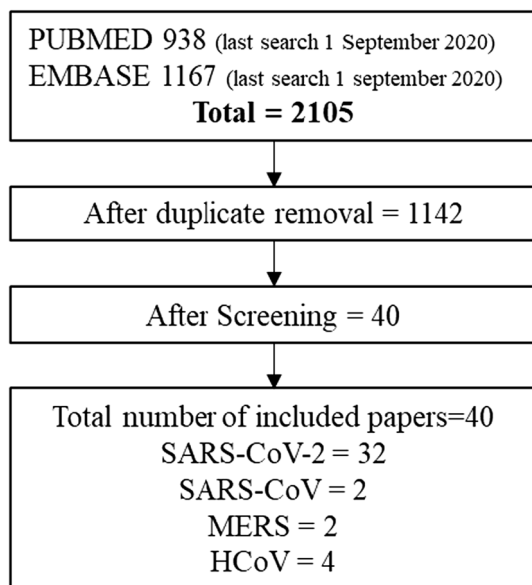 PUBMED 938 (last search 1 September 2020)
EMBASE 1167 (last search 1 september 2020)
Total = 2105
After duplicate removal = 1142
After Screening = 40
Total number of included papers=40
SARS-CoV-2 = 32
SARS-CoV = 2
MERS = 2
HCoV = 4